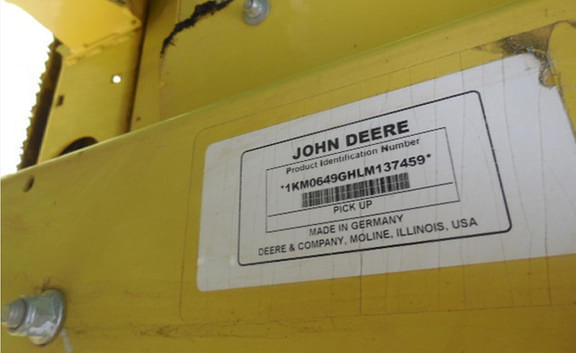 JOHN DEERE
Product Identification Number
*1KM0649GHLM137459*
PICK UP
MADE IN GERMANY
DEERE & COMPANY, MOLINE, ILLINOIS, USA